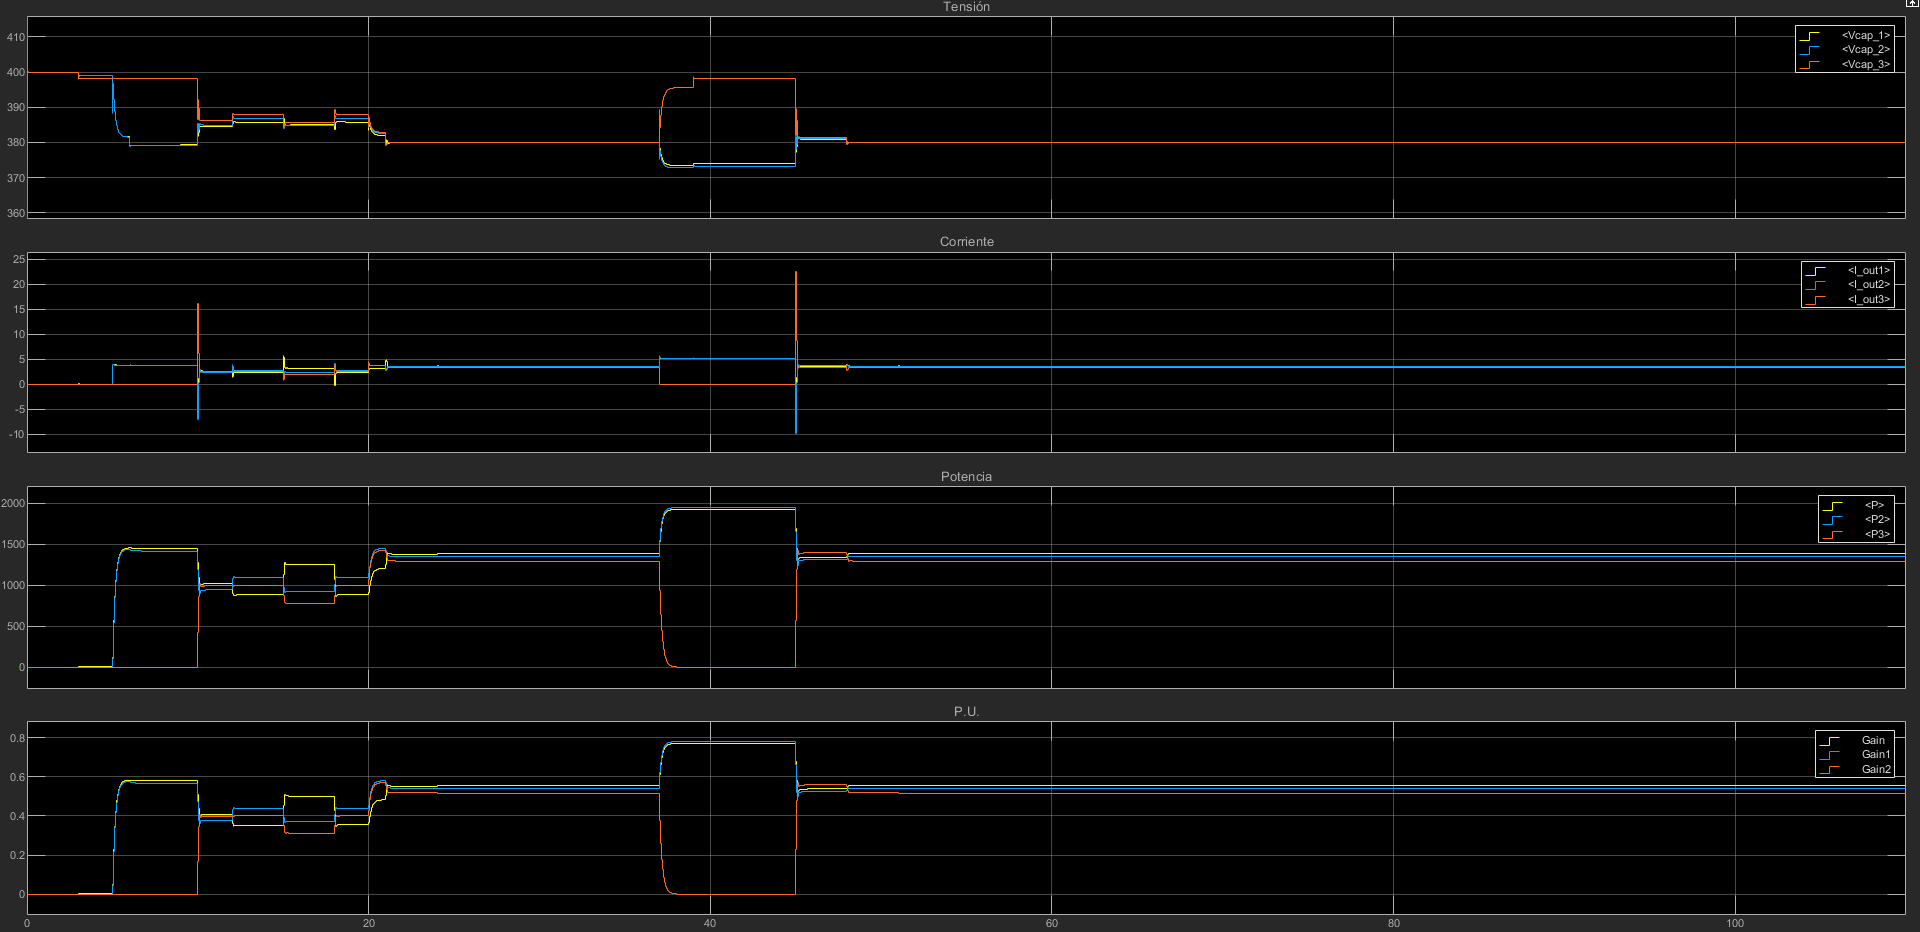 Tensión
410
400
390
380
370
360
<Vcap_1>
<Vcap_2>
<Vcap_3>
Corriente
25
20
15
10
5
0
-5
-10
<I_out1>
<I_out2>
<I_out3>
Potencia
2000
1500
1000
500
0
<P>
<P2>
<P3>
P.U.
0.8
0.6
0.4
0.2
0
Gain
Gain1
Gain2
0 20 40 60 80 100